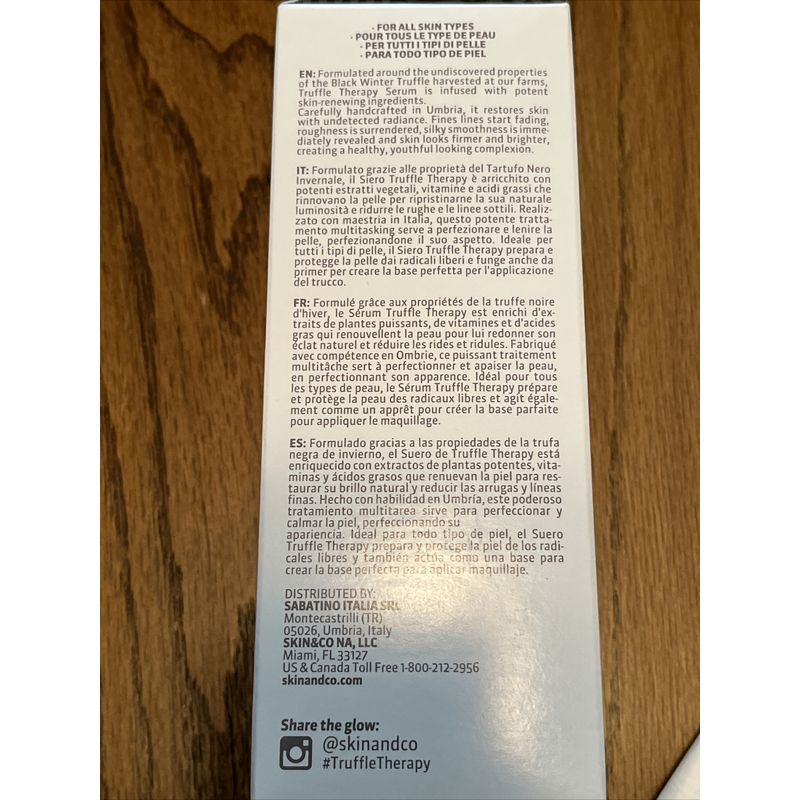 · FOR ALL SKIN TYPES
· POUR TOUS LE TYPE DE PEAU
· PER TUTTI I TIPI DI PELLE
· PARA TODO TIPO DE PIEL
EN: Formulated around the undiscovered properties
of the Black Winter Truffle harvested at our farms,
Truffle Therapy Serum is infused with potent
skin-renewing ingredients.
Carefully handcrafted in Umbria, it restores skin
with undetected radiance. Fines lines start fading,
roughness is surrendered, silky smoothness is imme-
diately revealed and skin looks firmer and brighter,
creating a healthy, youthful looking complexion.
IT: Formulato grazie alle proprietà del Tartufo Nero
Invernale, il Siero Truffle Therapy è arricchito con
potenti estratti vegetali, vitamine e acidi grassi che
rinnovano la pelle per ripristinarne la sua naturale
luminosità e ridurre le rughe e le linee sottili. Realiz-
zato con maestria in Italia, questo potente tratta-
mento multitasking serve a perfezionare e lenire la
pelle, perfezionandone il suo aspetto. Ideale per
tutti i tipi di pelle, il Siero Truffle Therapy prepara e
protegge la pelle dai radicali liberi e funge anche da
primer per creare la base perfetta per l'applicazione
del trucco.
FR: Formulé grâce aux propriétés de la truffe noire
d'hiver, le Sérum Truffle Therapy est enrichi d'ex-
traits de plantes puissants, de vitamines et d'acides
gras qui renouvellent la peau pour lui redonner son
éclat naturel et réduire les rides et ridules. Fabriqué
avec compétence en Ombrie, ce puissant traitement
multitâche sert à perfectionner et apaiser la peau,
en perfectionnant son apparence. Idéal pour tous
les types de peau, le Sérum Truffle Therapy prépare
et protège la peau des radicaux libres et agit égale-
ment comme un apprêt pour créer la base parfaite
pour appliquer le maquillage.
ES: Formulado gracias a las propiedades de la trufa
negra de invierno, el Suero de Truffle Therapy está
enriquecido con extractos de plantas potentes, vita-
minas y ácidos grasos que renuevan la piel para res-
taurar su brillo natural y reducir las arrugas y líneas
finas. Hecho con habilidad en Umbría, este poderoso
tratamiento multitarea sirve para perfeccionar y
calmar la piel, perfeccionando su
apariencia. Ideal para todo tipo de piel, el Suero
Truffle Therapy prepara y protege la piel de los radi-
cales libres y también actúa como una base para
crear la base perfecta para aplicar maquillaje.
DISTRIBUTED BY:
SABATINO ITALIA SRL
Montecastrilli (TR)
05026, Umbria, Italy
SKIN&CO NA, LLC
Miami, FL 33127
US & Canada Toll Free 1-800-212-2956
skinandco.com
Share the glow:
@skinandco
#TruffleTherapy